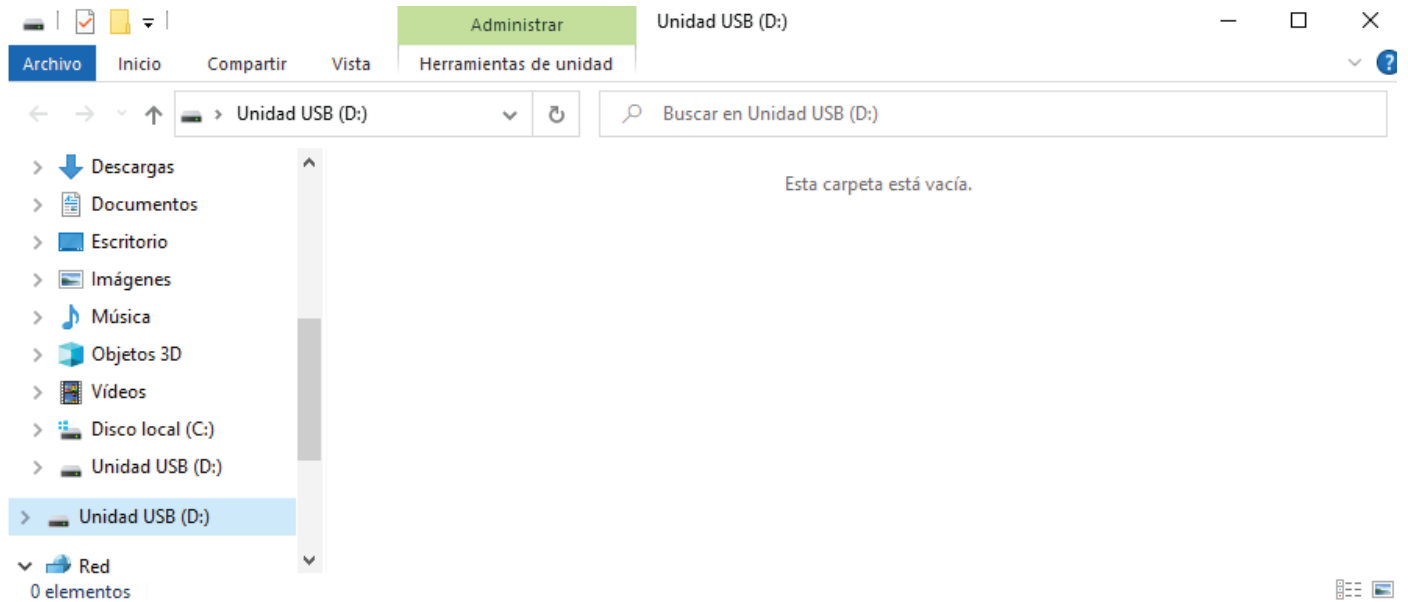 Administrar Unidad USB (D:)
Archivo Inicio Compartir Vista Herramientas de unidad ?
Unidad USB (D:) Buscar en Unidad USB (D:)
Descargas
Esta carpeta está vacía.
Documentos
Escritorio
Imágenes
Música
Objetos 3D
Vídeos
Disco local (C:)
Unidad USB (D:)
Unidad USB (D:)
Red
0 elementos